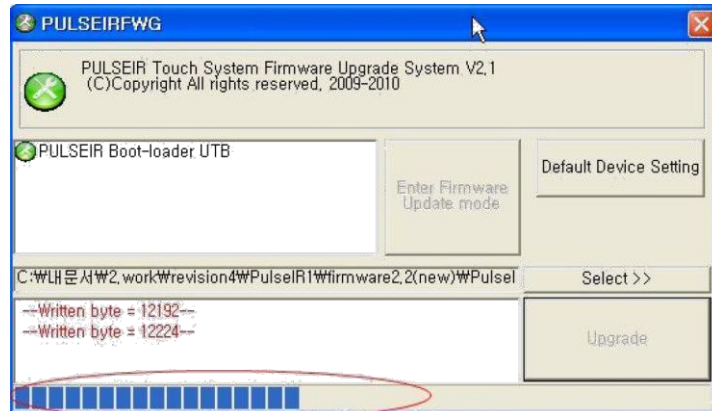 PULSEIRFWG
PULSEIR Touch System Firmware Upgrade System V2,1
(C)Copyright All rights reserved, 2009-2010
PULSEIR Boot-loader UTB
Enter Firmware
Update mode
Default Device Setting
C:₩내문서₩2,work₩revision4₩PulseIR1₩firmware2,2(new)₩PulseI
Select >>
--Written byte = 12192--
--Written byte = 12224--
Upgrade